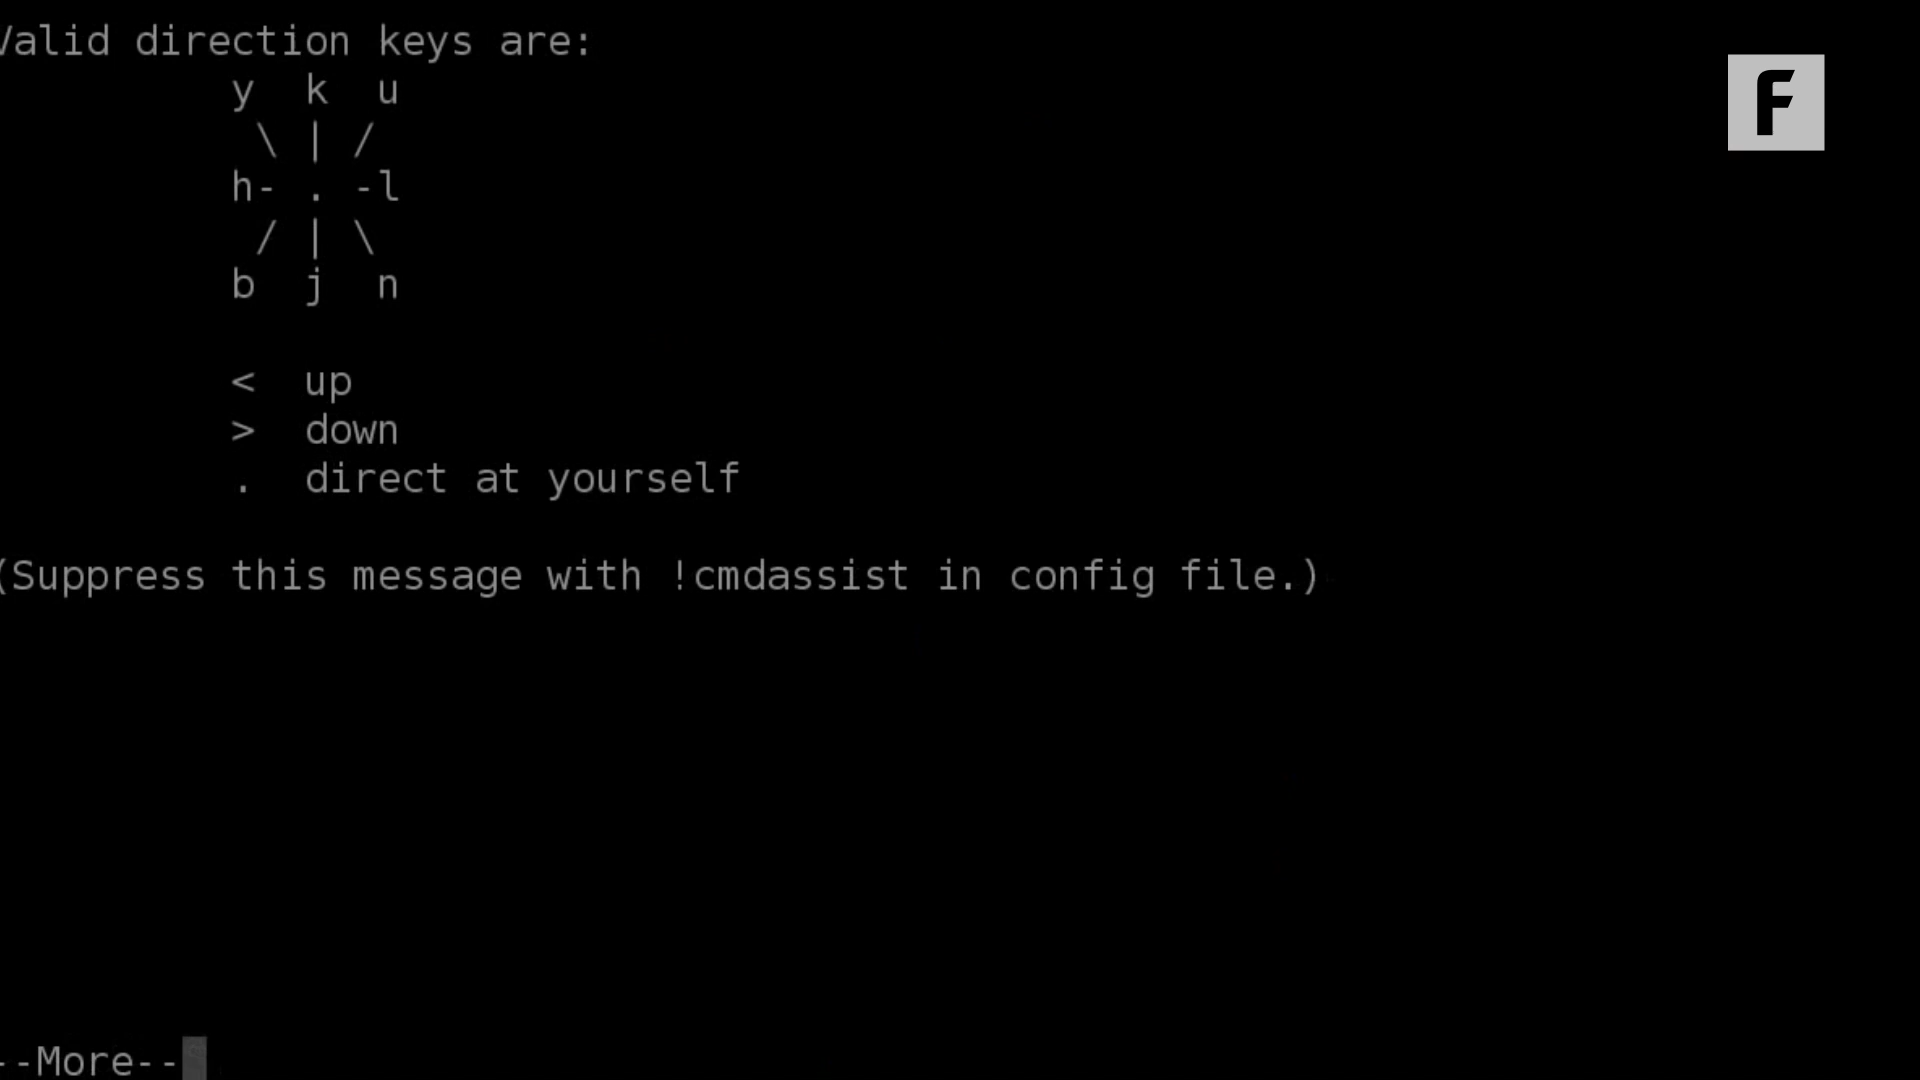 Valid direction keys are:
y k u
\ | /
h- . -l
/ | \
b j n
< up
> down
. direct at yourself
(Suppress this message with !cmdassist in config file.)
--More--
F